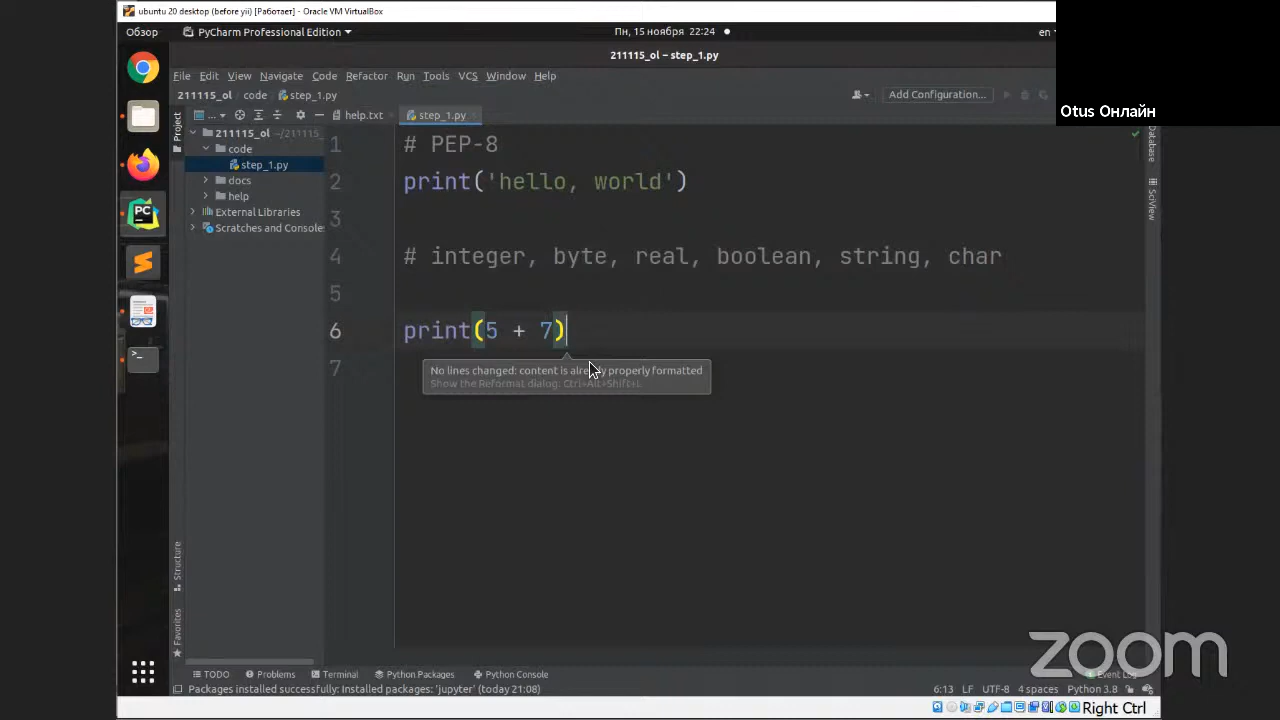 ubuntu 20 desktop (before yii) [Работает] - Oracle VM VirtualBox
Обзор PyCharm Professional Edition Пн, 15 ноября 22:24 en
211115_ol – step_1.py
File Edit View Navigate Code Refactor Run Tools VCS Window Help
211115_ol code step_1.py Add Configuration...
Otus Онлайн
Project ... help.txt step_1.py
211115_ol ~/211115_
code
step_1.py
docs
help
External Libraries
Scratches and Console
1 # PEP-8
2 print('hello, world')
3
4 # integer, byte, real, boolean, string, char
5
6 print(5 + 7)
7
No lines changed: content is already properly formatted
Show the Reformat dialog: Ctrl+Alt+Shift+L
Database
SciView
Structure
Favorites
PC
zoom
TODO Problems Terminal Python Packages Python Console Event Log
Packages installed successfully: Installed packages: 'jupyter' (today 21:08) 6:13 LF UTF-8 4 spaces Python 3.8
Right Ctrl